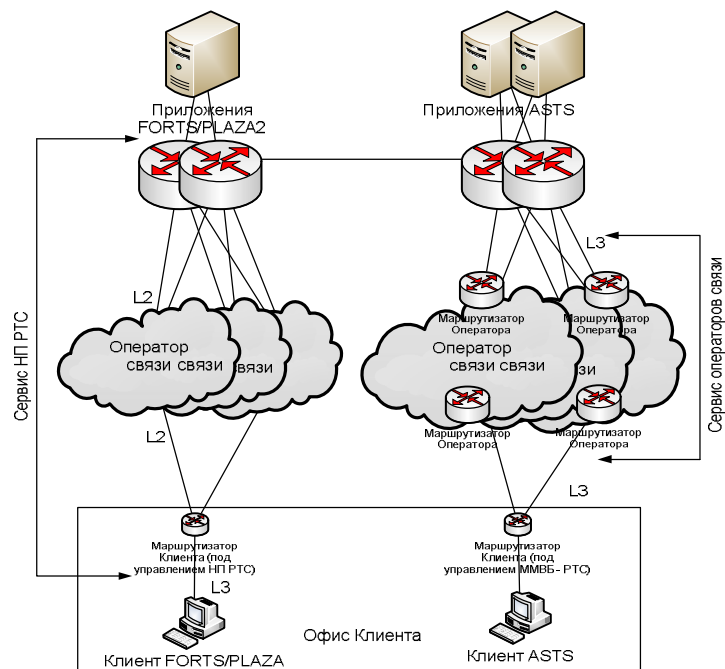 Приложения
FORTS/PLAZA2
Приложения ASTS
L3
L2
Маршрутизатор
Оператора
Маршрутизатор
Оператора
Оператор
связи связи
связи
Оператор
связи связи
зи
Сервис НП РТС
Сервис операторов связи
L2
Маршрутизатор
Оператора
Маршрутизатор
Оператора
L3
Маршрутизатор
Клиента (под
управлением НП РТС)
Маршрутизатор
Клиента (под
управлением ММВБ - РТС)
L3
Офис Клиента
Клиент FORTS/PLAZA
Клиент ASTS